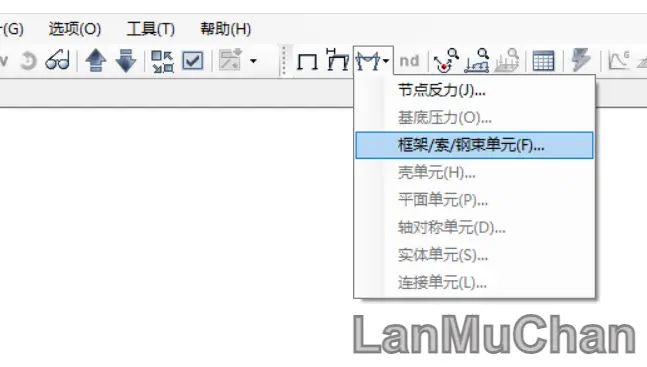 (G) 选项(O) 工具(T) 帮助(H)
nd
节点反力(J)...
基底压力(O)...
框架/索/钢束单元(F)...
壳单元(H)...
平面单元(P)...
轴对称单元(D)...
实体单元(S)...
连接单元(L)...
LanMuChan